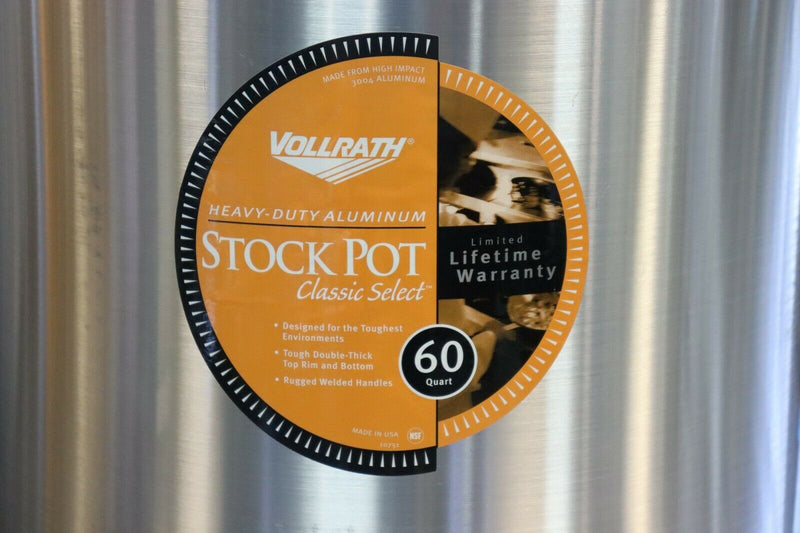 MADE FROM HIGH IMPACT
3004 ALUMINUM
VOLLRATH®
HEAVY-DUTY ALUMINUM
STOCK POT
Classic Select™
• Designed for the Toughest
Environments
• Tough Double-Thick
Top Rim and Bottom
• Rugged Welded Handles
60
Quart
MADE IN USA
NSF
10751
Limited
Lifetime
Warranty